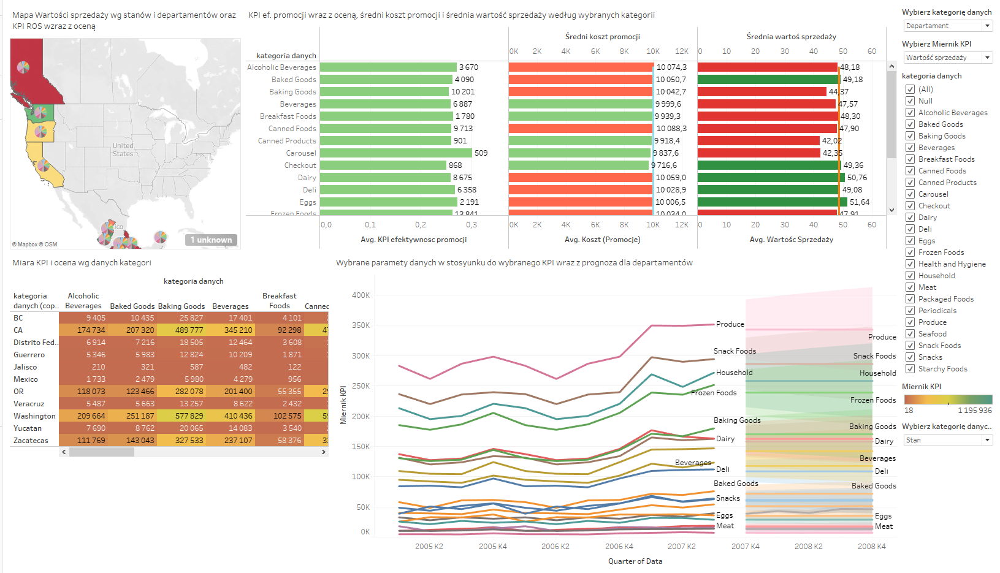 Mapa Wartości sprzedaży wg stanów i departamentów oraz
KPI ROS wzraz z oceną
United
States
ico
1 unknown
© Mapbox © OSM
KPI ef. promocji wraz z oceną, średni koszt promocji i średnia wartość sprzedaży według wybranych kategorii
Średni koszt promocji
Średnia wartoś sprzedaży
0K 2K 4K 6K 8K 10K 12K
0 10 20 30 40 50 60
kategoria danych
Alcoholic Beverages 3 670 10 074,3 48,18
Baked Goods 4 090 10 050,7 49,18
Baking Goods 10 201 10 042,7 44,37
Beverages 6 887 9 999,6 47,57
Breakfast Foods 1 780 9 939,3 48,30
Canned Foods 9 713 10 088,3 47,90
Canned Products 901 9 918,4 42,02
Carousel 509 9 837,6 42,35
Checkout 868 9 716,6 49,36
Dairy 8 675 10 059,0 50,76
Deli 6 358 10 028,9 49,08
Eggs 2 191 10 006,5 51,64
Frozen Foods 13 841 10 034,0 47,91
0,0 0,1 0,2 0,3
0K 2K 4K 6K 8K 10K 12K
0 10 20 30 40 50 60
Avg. KPI efektywnosc promocji
Avg. Koszt (Promocje)
Avg. Wartośc Sprzedaży
Wybierz kategorię danych
Departament
Wybierz Miernik KPI
Wartość sprzedaży
kategoria danych
(All)
Null
Alcoholic Beverages
Baked Goods
Baking Goods
Beverages
Breakfast Foods
Canned Foods
Canned Products
Carousel
Checkout
Dairy
Deli
Eggs
Frozen Foods
Health and Hygiene
Household
Meat
Packaged Foods
Periodicals
Produce
Seafood
Snack Foods
Snacks
Starchy Foods
Miernik KPI
18 1 195 936
Wybierz kategorię danyc..
Stan
Miara KPI i ocena wg danych kategori
kategoria danych
kategoria
danych (cop..
Alcoholic
Beverages
Baked Goods
Baking Goods
Beverages
Breakfast
Foods
Canned
BC 9 405 10 435 25 827 17 401 4 101
CA 174 734 207 320 489 777 345 210 92 298 47
Distrito Fed.. 6 914 7 216 18 505 12 464 3 608
Guerrero 5 346 5 983 12 824 10 209 1 871
Jalisco 210 321 587 482 122
Mexico 1 733 2 479 5 980 4 279 956
OR 118 073 123 466 282 078 201 400 55 355 29
Veracruz 5 487 5 663 13 257 8 622 2 432
Washington 209 664 251 187 577 829 410 436 102 575 59
Yucatan 7 690 8 762 20 065 14 083 3 540
Zacatecas 111 769 143 043 327 533 237 107 58 376 33
Wybrane paramety danych w stosyunku do wybranego KPI wraz z prognoza dla departamentów
Miernik KPI
400K
350K
300K
250K
200K
150K
100K
50K
0K
Produce
Snack Foods
Household
Frozen Foods
Baking Goods
Dairy
Beverages
Deli
Baked Goods
Snacks
Eggs
Meat
Produce
Snack Foods
Household
Frozen Foods
Baking Goods
Dairy
Beverages
Deli
Baked Goods
Eggs
Meat
2005 K2 2005 K4 2006 K2 2006 K4 2007 K2 2007 K4 2008 K2 2008 K4
Quarter of Data